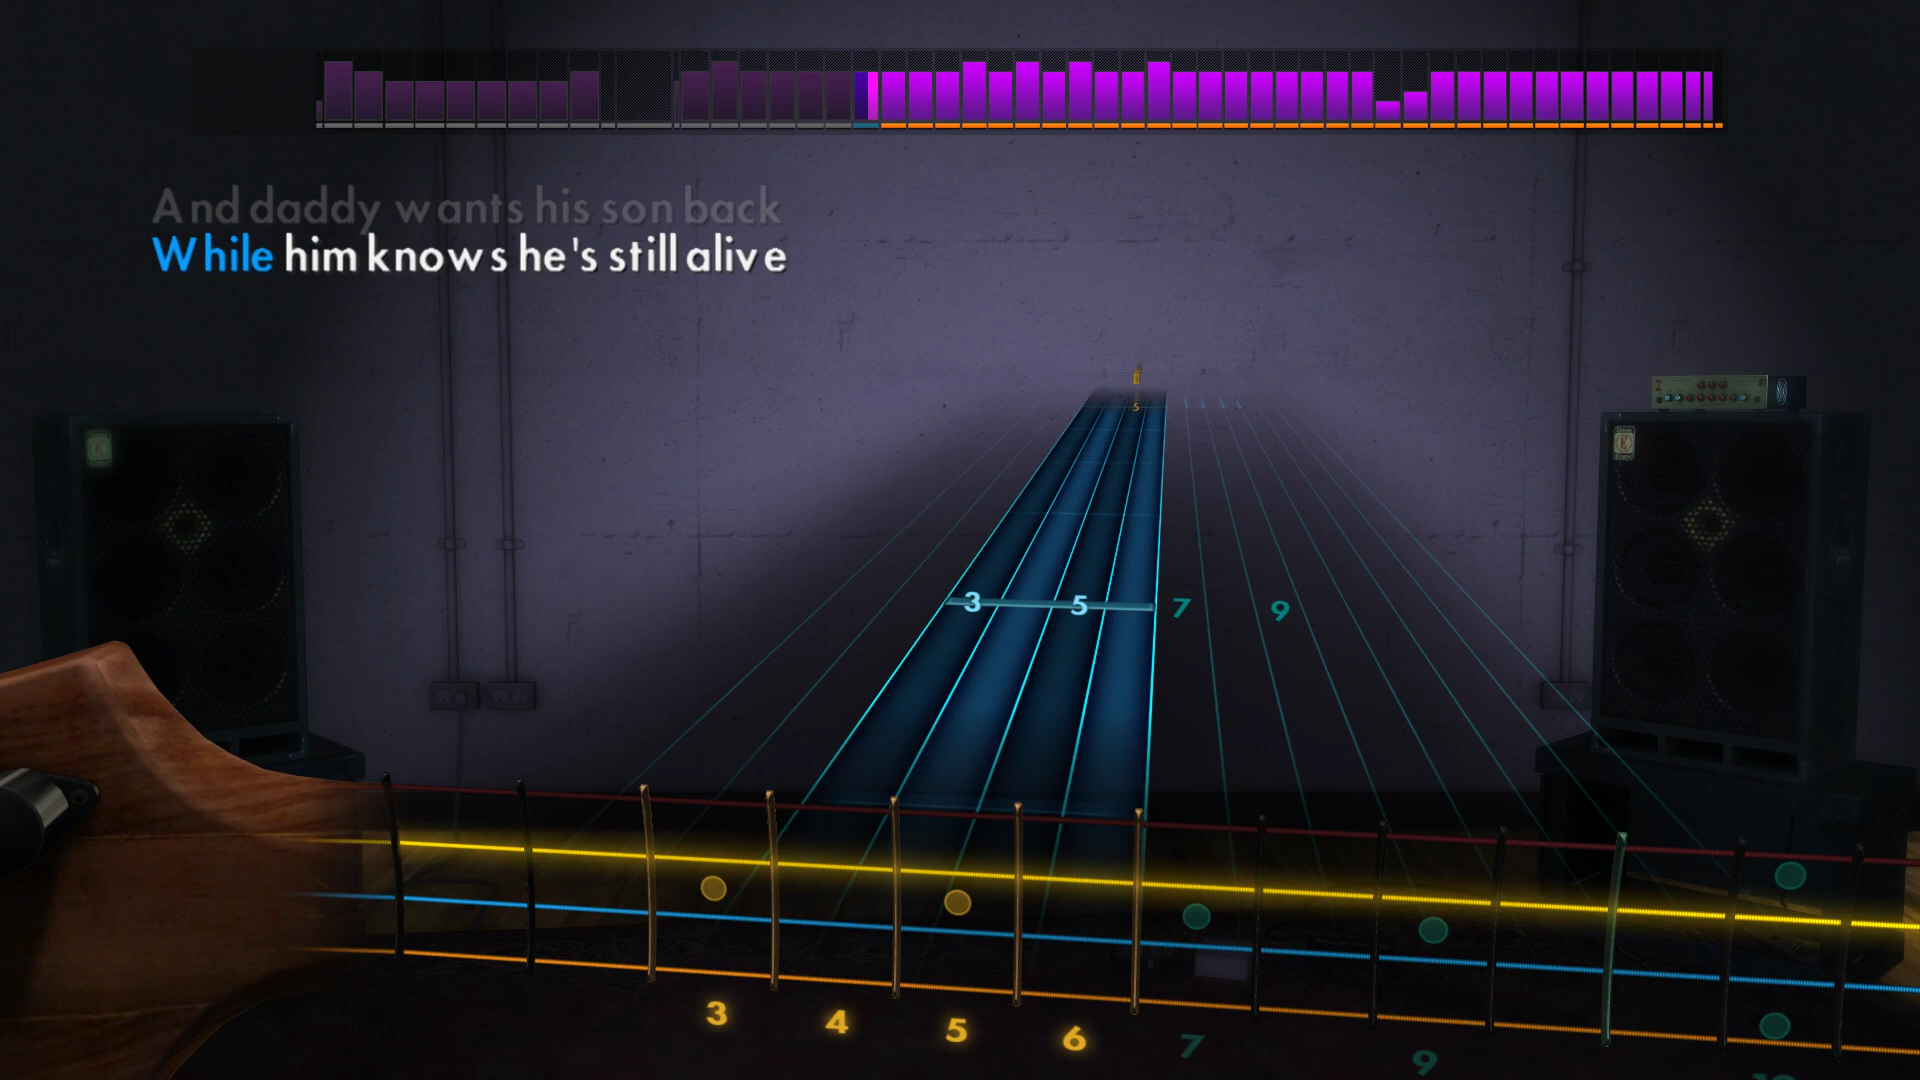 And daddy wants his son back
While him knows he's still alive
5
3 5 7 9
3 4 5 6 7 9